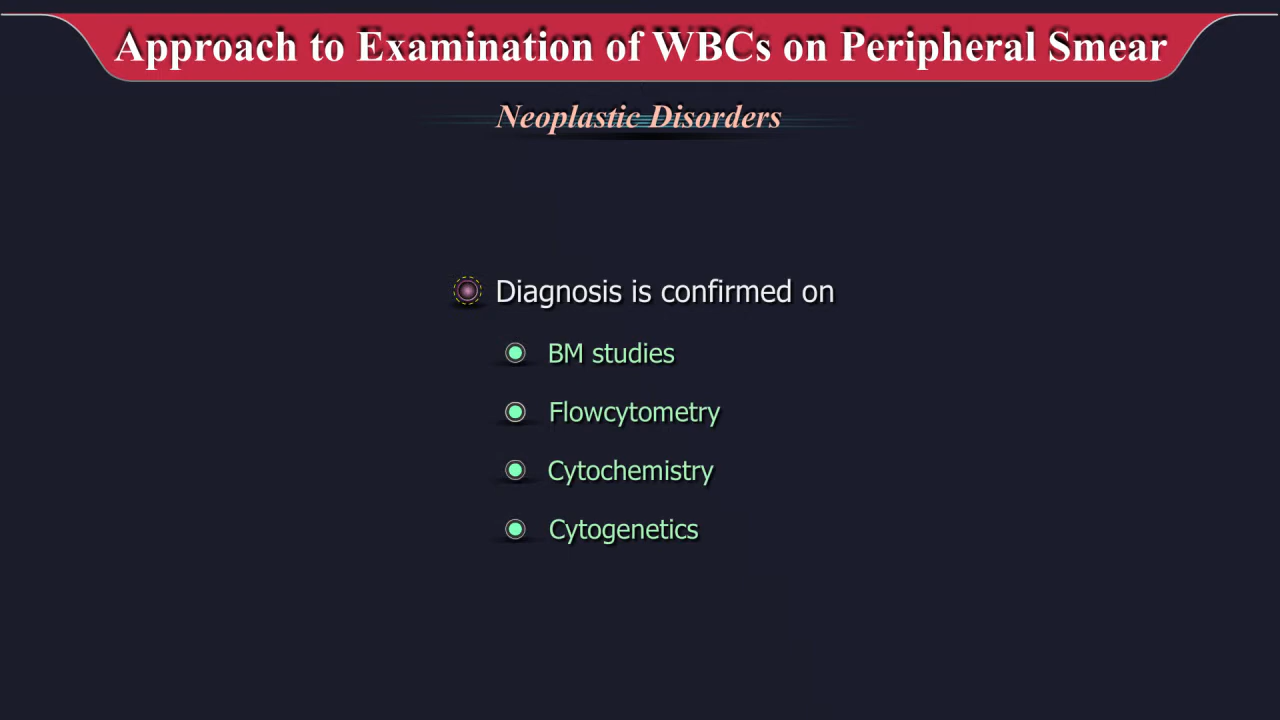 Approach to Examination of WBCs on Peripheral Smear
Neoplastic Disorders
Diagnosis is confirmed on
BM studies
Flowcytometry
Cytochemistry
Cytogenetics